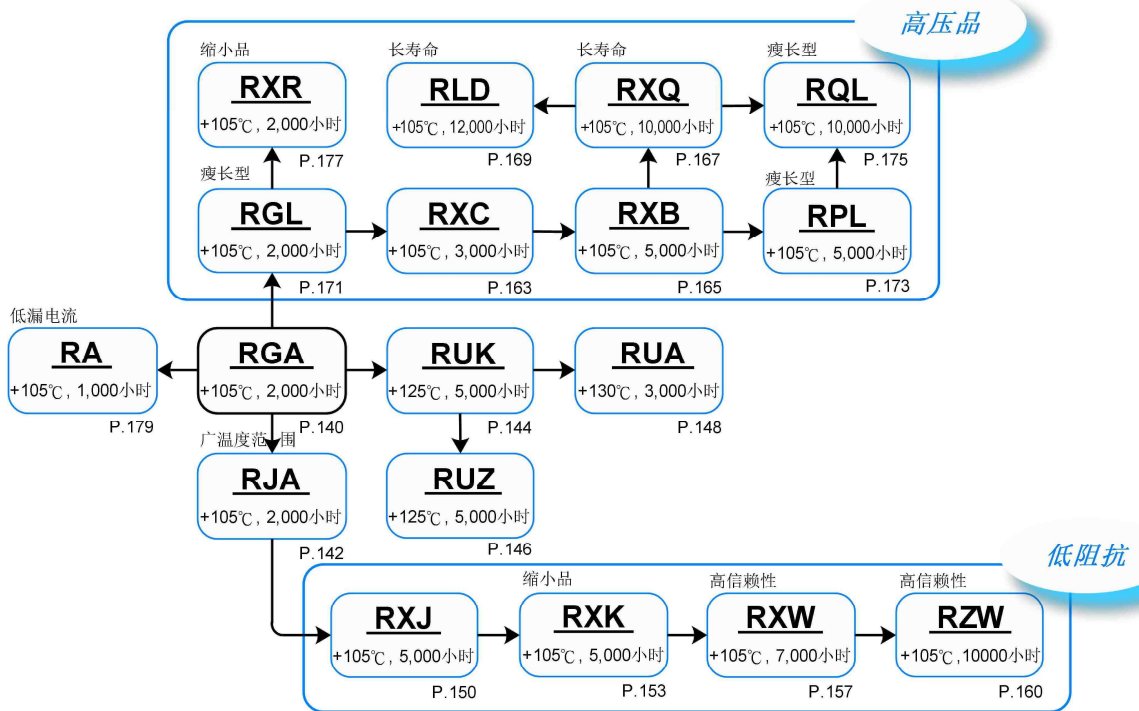 高压品
缩小品
RXR
+105℃, 2,000小时
P.177
长寿命
RLD
+105℃, 12,000小时
P.169
长寿命
RXQ
+105℃, 10,000小时
P.167
瘦长型
RQL
+105℃, 10,000小时
P.175
瘦长型
RGL
+105℃, 2,000小时
P.171
RXC
+105℃, 3,000小时
P.163
RXB
+105℃, 5,000小时
P.165
瘦长型
RPL
+105℃, 5,000小时
P.173
低漏电流
RA
+105℃, 1,000小时
P.179
RGA
+105℃, 2,000小时
P.140
RUK
+125℃, 5,000小时
P.144
RUA
+130℃, 3,000小时
P.148
广温度范 围
RJA
+105℃, 2,000小时
P.142
RUZ
+125℃, 5,000小时
P.146
低阻抗
RXJ
+105℃, 5,000小时
P.150
缩小品
RXK
+105℃, 5,000小时
P.153
高信赖性
RXW
+105℃, 7,000小时
P.157
高信赖性
RZW
+105℃, 10000小时
P.160